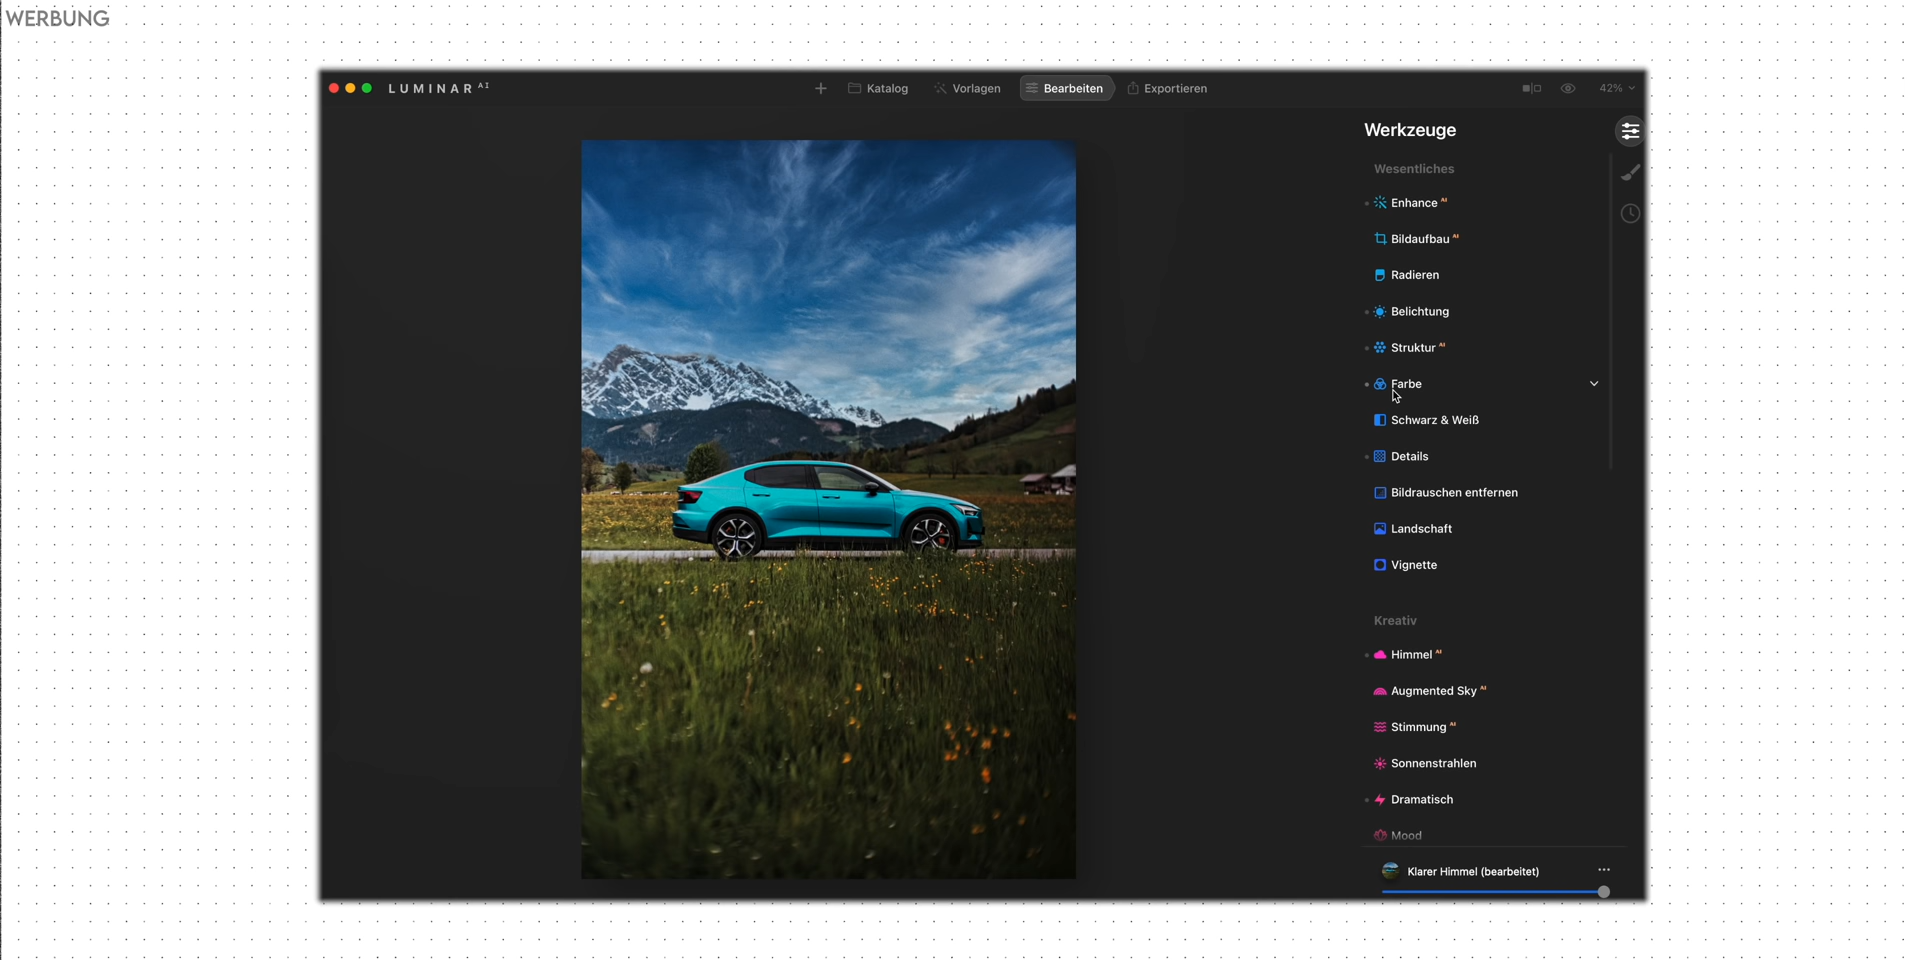 WERBUNG
LUMINAR AI
Katalog
Vorlagen
Bearbeiten
Exportieren
42%
Werkzeuge
Wesentliches
Enhance AI
Bildaufbau AI
Radieren
Belichtung
Struktur AI
Farbe
Schwarz & Weiß
Details
Bildrauschen entfernen
Landschaft
Vignette
Kreativ
Himmel AI
Augmented Sky AI
Stimmung AI
Sonnenstrahlen
Dramatisch
Mood
Klarer Himmel (bearbeitet)